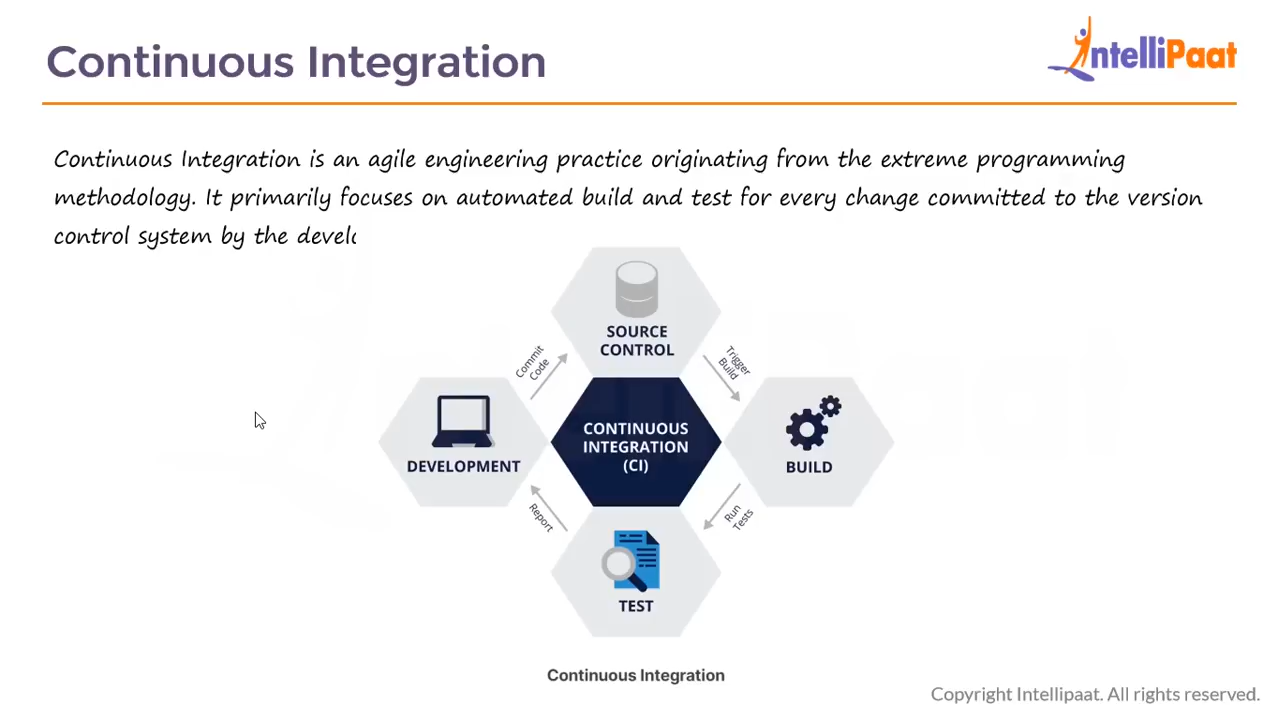 Continuous Integration
IntelliPaat
Continuous Integration is an agile engineering practice originating from the extreme programming
methodology. It primarily focuses on automated build and test for every change committed to the version
control system by the
SOURCE
CONTROL
Commit
Code
Trigger
Build
DEVELOPMENT
CONTINUOUS
INTEGRATION
(CI)
BUILD
Report
Run
Tests
TEST
Continuous Integration
Copyright Intellipaat. All rights reserved.